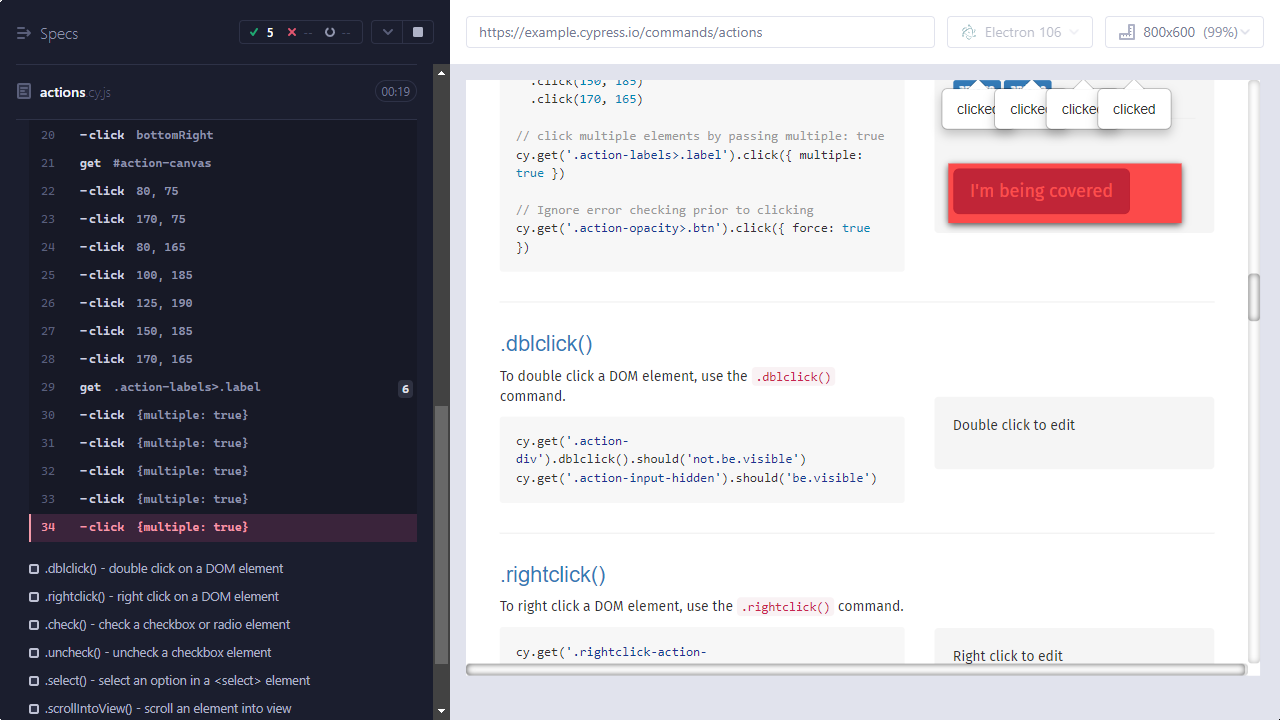 Specs
5
--
--
actions cy.js
00:19
20 -click bottomRight
21 get #action-canvas
22 -click 80, 75
23 -click 170, 75
24 -click 80, 165
25 -click 100, 185
26 -click 125, 190
27 -click 150, 185
28 -click 170, 165
29 get .action-labels>.label 6
30 -click {multiple: true}
31 -click {multiple: true}
32 -click {multiple: true}
33 -click {multiple: true}
34 -click {multiple: true}
.dblclick() - double click on a DOM element
.rightclick() - right click on a DOM element
.check() - check a checkbox or radio element
.uncheck() - uncheck a checkbox element
.select() - select an option in a <select> element
.scrollIntoView() - scroll an element into view
https://example.cypress.io/commands/actions
Electron 106
800x600 (99%)
.click(150, 185)
.click(170, 165)
// click multiple elements by passing multiple: true
cy.get('.action-labels>.label').click({ multiple:
true })
// Ignore error checking prior to clicking
cy.get('.action-opacity>.btn').click({ force: true
})
clicked
clicked
clicked
clicked
I'm being covered
.dblclick()
To double click a DOM element, use the .dblclick()
command.
cy.get('.action-
div').dblclick().should('not.be.visible')
cy.get('.action-input-hidden').should('be.visible')
Double click to edit
.rightclick()
To right click a DOM element, use the .rightclick() command.
cy.get('.rightclick-action-
Right click to edit